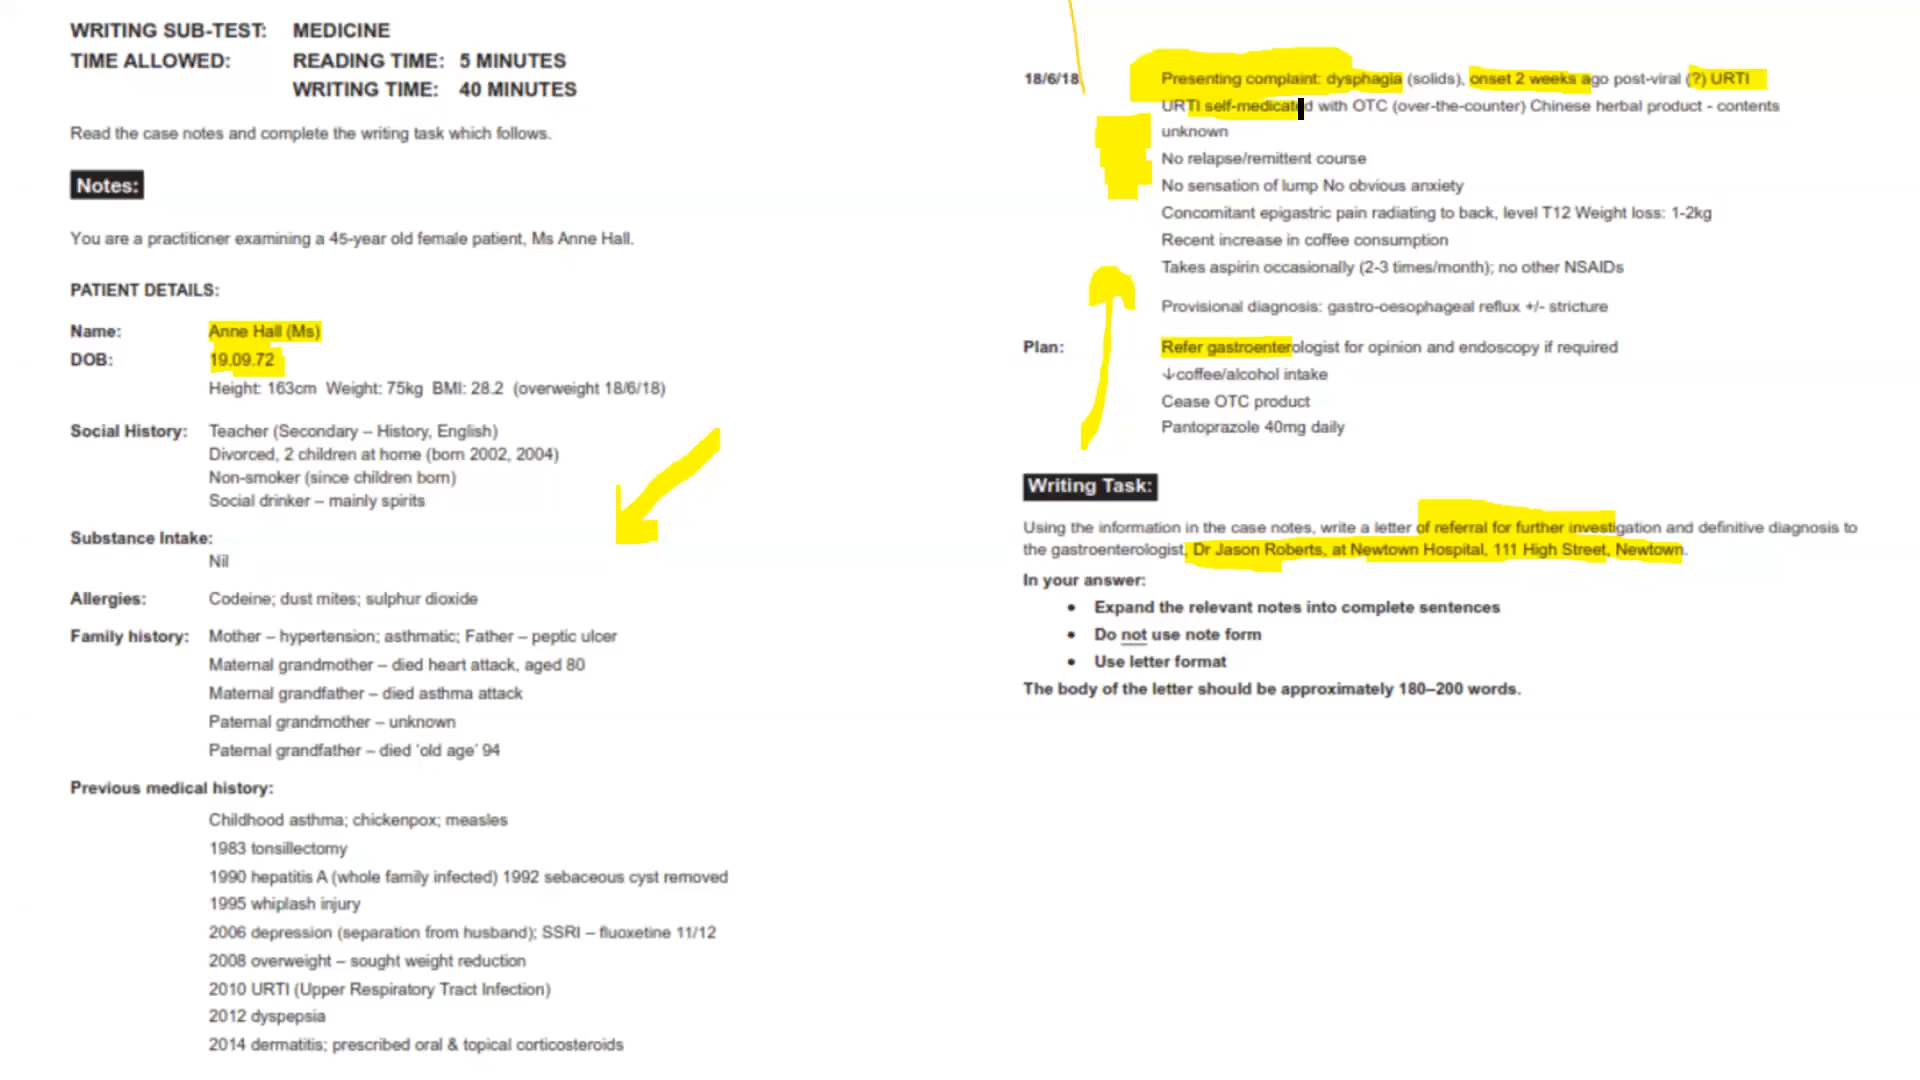 WRITING SUB-TEST: MEDICINE
TIME ALLOWED: READING TIME: 5 MINUTES
WRITING TIME: 40 MINUTES
Read the case notes and complete the writing task which follows.
Notes:
You are a practitioner examining a 45-year old female patient, Ms Anne Hall.
PATIENT DETAILS:
Name: Anne Hall (Ms)
DOB: 19.09.72
Height: 163cm Weight: 75kg BMI: 28.2 (overweight 18/6/18)
Social History: Teacher (Secondary – History, English)
Divorced, 2 children at home (born 2002, 2004)
Non-smoker (since children born)
Social drinker – mainly spirits
Substance Intake:
Nil
Allergies: Codeine; dust mites; sulphur dioxide
Family history: Mother – hypertension; asthmatic; Father – peptic ulcer
Maternal grandmother – died heart attack, aged 80
Maternal grandfather – died asthma attack
Paternal grandmother – unknown
Paternal grandfather – died 'old age' 94
Previous medical history:
Childhood asthma; chickenpox; measles
1983 tonsillectomy
1990 hepatitis A (whole family infected) 1992 sebaceous cyst removed
1995 whiplash injury
2006 depression (separation from husband); SSRI – fluoxetine 11/12
2008 overweight – sought weight reduction
2010 URTI (Upper Respiratory Tract Infection)
2012 dyspepsia
2014 dermatitis; prescribed oral & topical corticosteroids
18/6/18 Presenting complaint: dysphagia (solids), onset 2 weeks ago post-viral (?) URTI
URTI self-medicated with OTC (over-the-counter) Chinese herbal product - contents
unknown
No relapse/remittent course
No sensation of lump No obvious anxiety
Concomitant epigastric pain radiating to back, level T12 Weight loss: 1-2kg
Recent increase in coffee consumption
Takes aspirin occasionally (2-3 times/month); no other NSAIDs
Provisional diagnosis: gastro-oesophageal reflux +/- stricture
Plan: Refer gastroenterologist for opinion and endoscopy if required
↓coffee/alcohol intake
Cease OTC product
Pantoprazole 40mg daily
Writing Task:
Using the information in the case notes, write a letter of referral for further investigation and definitive diagnosis to
the gastroenterologist, Dr Jason Roberts, at Newtown Hospital, 111 High Street, Newtown.
In your answer:
• Expand the relevant notes into complete sentences
• Do not use note form
• Use letter format
The body of the letter should be approximately 180–200 words.